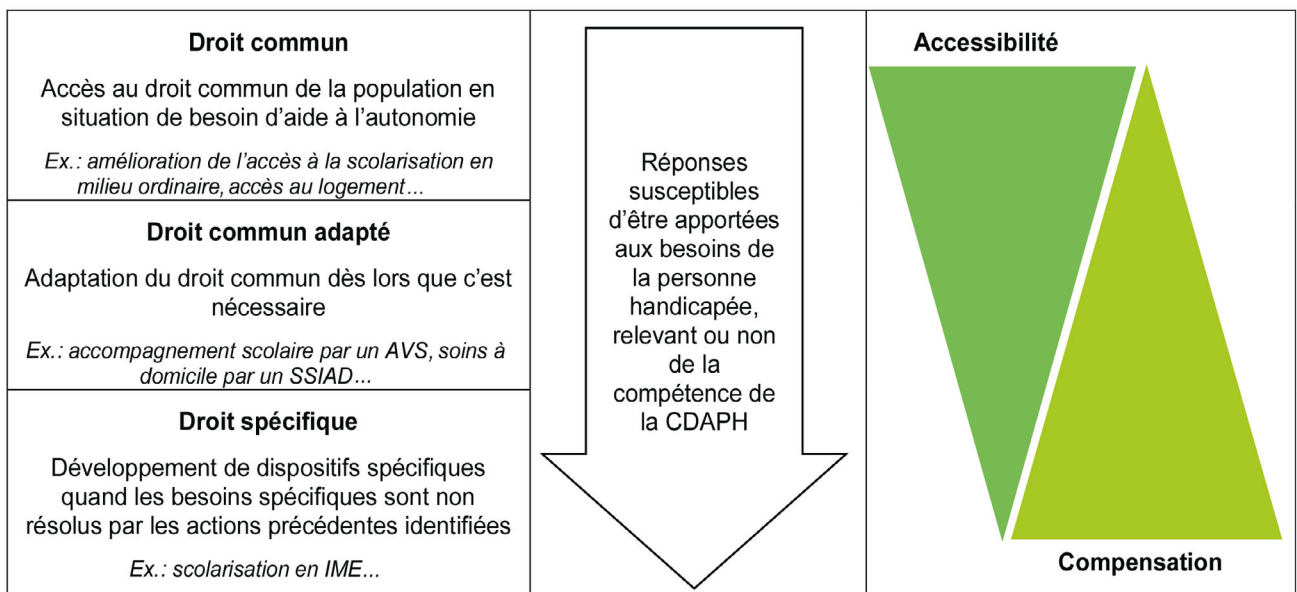 Droit commun
Accès au droit commun de la population en
situation de besoin d’aide à l’autonomie
Ex.: amélioration de l’accès à la scolarisation en
milieu ordinaire, accès au logement…
Droit commun adapté
Adaptation du droit commun dès lors que c’est
nécessaire
Ex.: accompagnement scolaire par un AVS, soins à
domicile par un SSIAD…
Droit spécifique
Développement de dispositifs spécifiques
quand les besoins spécifiques sont non
résolus par les actions précédentes identifiées
Ex.: scolarisation en IME...
Réponses
susceptibles
d’être apportées
aux besoins de
la personne
handicapée,
relevant ou non
de la
compétence de
la CDAPH
Accessibilité
Compensation